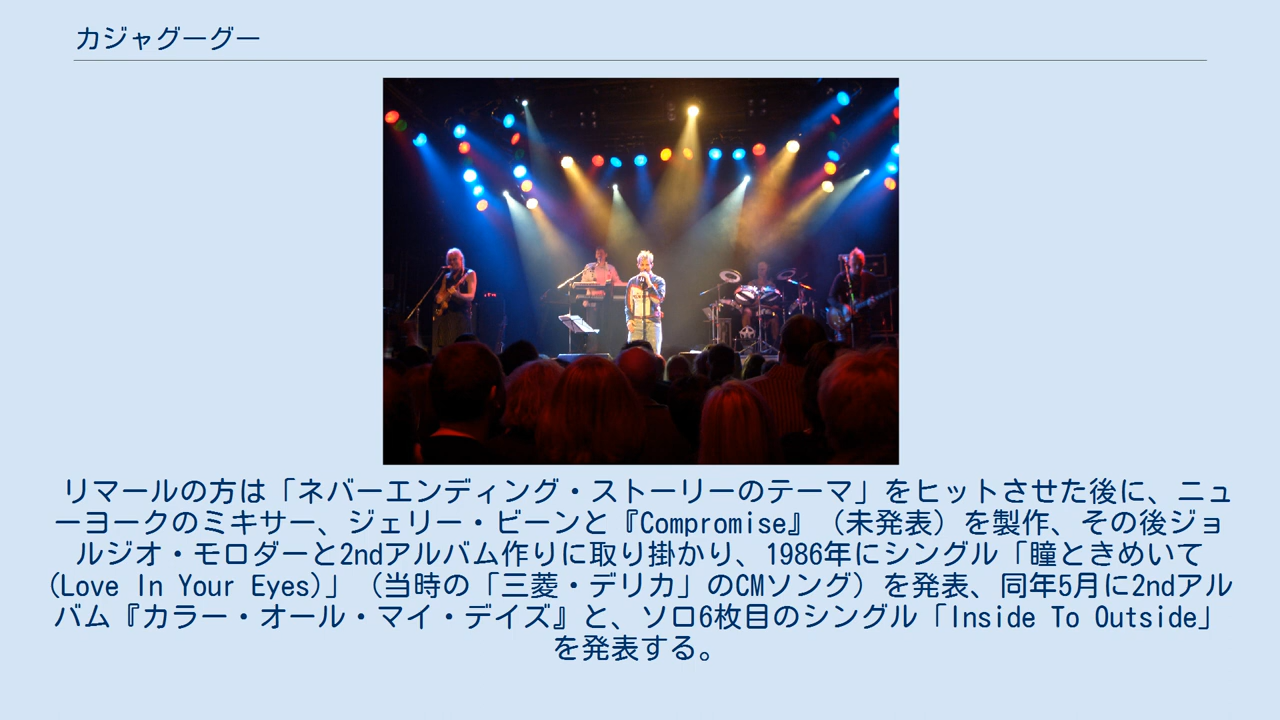 カジャグーグー
リマールの方は「ネバーエンディング・ストーリーのテーマ」をヒットさせた後に、ニュ
ーヨークのミキサー、ジェリー・ビーンと『Compromise』（未発表）を製作、その後ジョ
ルジオ・モロダーと2ndアルバム作りに取り掛かり、1986年にシングル「瞳ときめいて
(Love In Your Eyes)」（当時の「三菱・デリカ」のCMソング）を発表、同年5月に2ndアル
バム『カラー・オール・マイ・デイズ』と、ソロ6枚目のシングル「Inside To Outside」
を発表する。